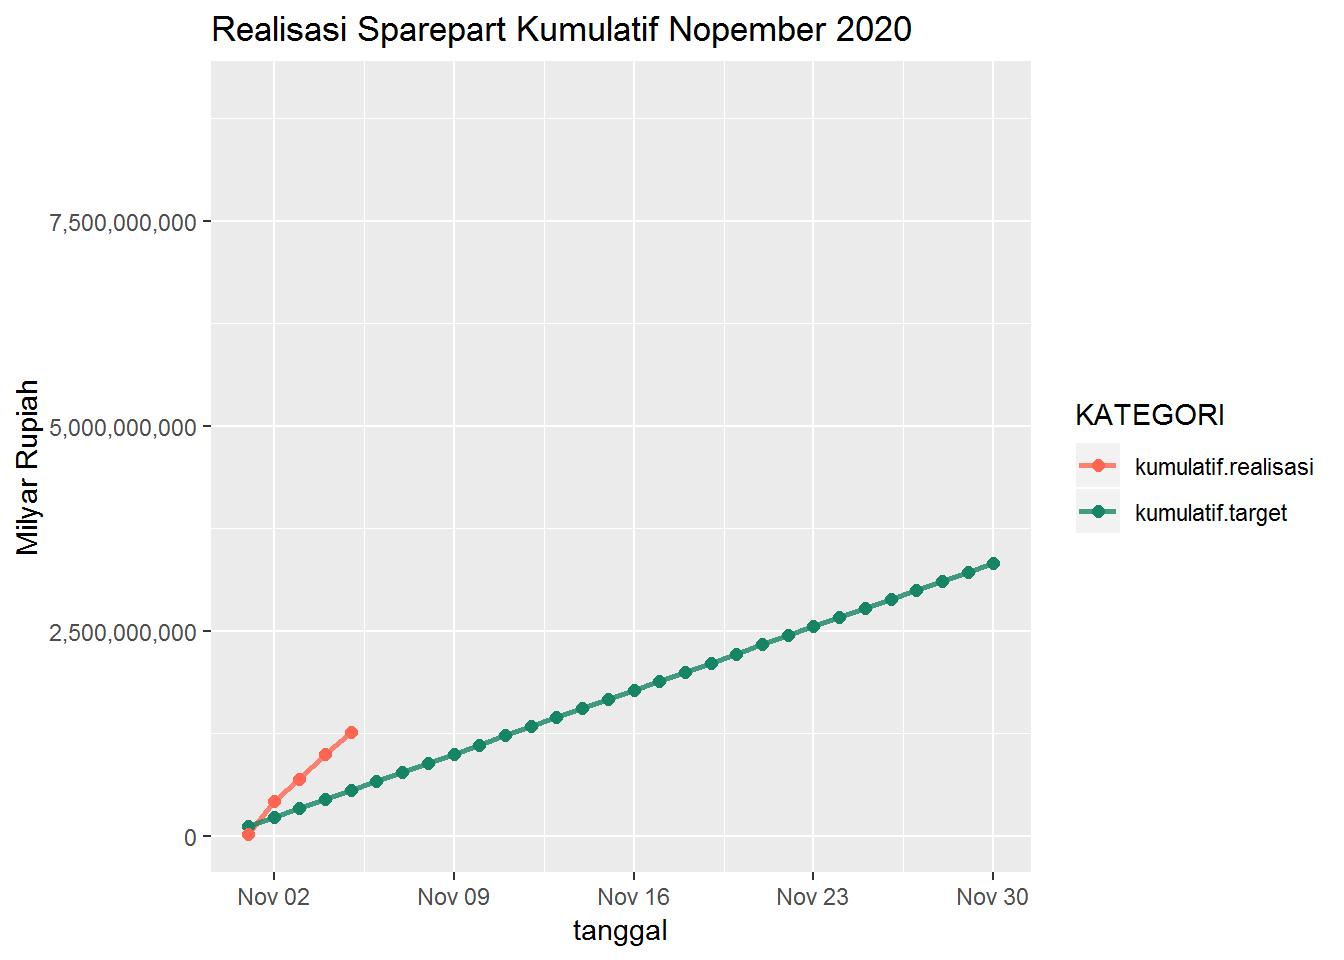 Realisasi Sparepart Kumulatif Nopember 2020
Milyar Rupiah
7,500,000,000
5,000,000,000
2,500,000,000
0
Nov 02
Nov 09
Nov 16
Nov 23
Nov 30
tanggal
KATEGORI
kumulatif.realisasi
kumulatif.target